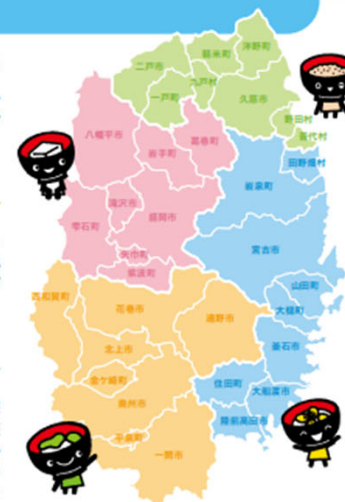 洋野町
軽米町
二戸市
九戸村
一戸町
久慈市
野田村
普代村
八幡平市
葛巻町
岩手町
田野畑村
岩泉町
滝沢市
盛岡市
雫石町
宮古市
矢巾町
紫波町
山田町
西和賀町
花巻市
遠野市
大槌町
釜石市
北上市
金ケ崎町
住田町
大船渡市
奥州市
陸前高田市
平泉町
一関市